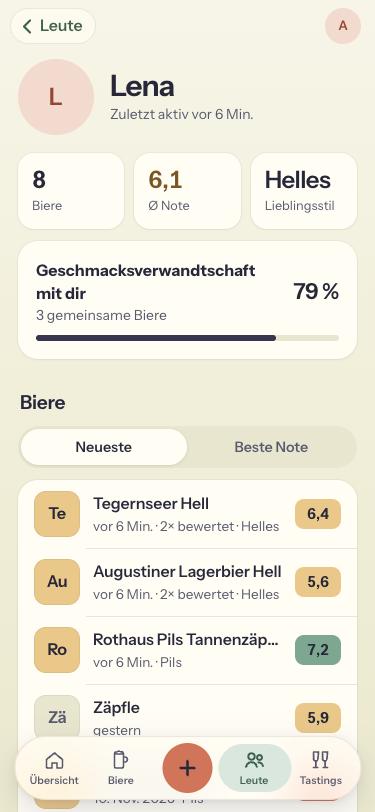 Leute
A
L
Lena
Zuletzt aktiv vor 6 Min.
8
Biere
6,1
Ø Note
Helles
Lieblingsstil
Geschmacksverwandtschaft
mit dir
79 %
3 gemeinsame Biere
Biere
Neueste
Beste Note
Te
Tegernseer Hell
vor 6 Min. · 2× bewertet · Helles
6,4
Au
Augustiner Lagerbier Hell
vor 6 Min. · 2× bewertet · Helles
5,6
Ro
Rothaus Pils Tannenzäp...
vor 6 Min. · Pils
7,2
Zä
Zäpfle
gestern
5,9
Übersicht
Biere
Leute
Tastings